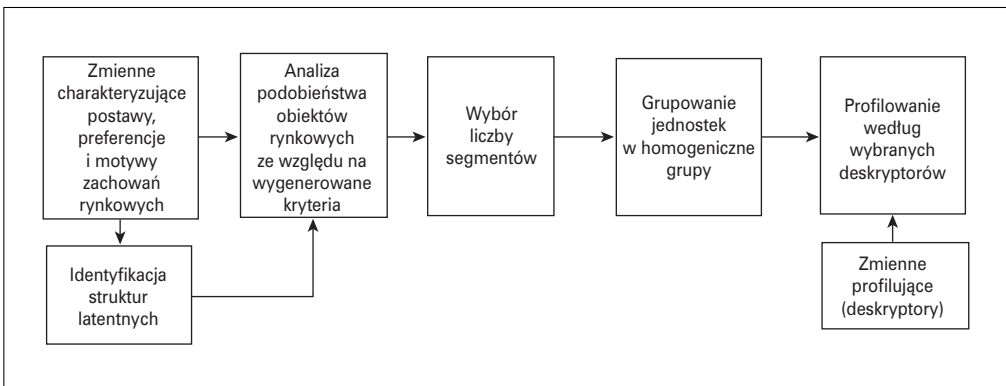 Zmienne
charakteryzujące
postawy,
preferencje
i motywy
zachowań
rynkowych
Identyfikacja
struktur
latentnych
Analiza
podobieństwa
obiektów
rynkowych
ze względu na
wygenerowane
kryteria
Wybór
liczby
segmentów
Grupowanie
jednostek
w homogeniczne
grupy
Profilowanie
według
wybranych
deskryptorów
Zmienne
profilujące
(deskryptory)